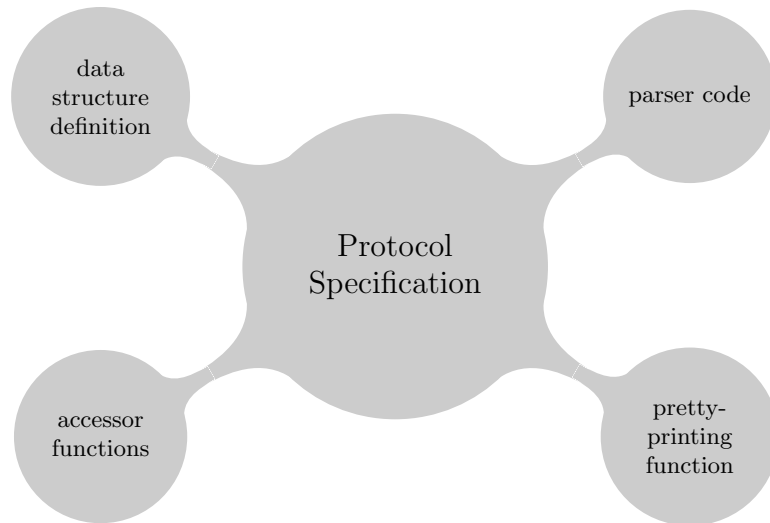 data
structure
definition
parser code
Protocol
Specification
accessor
functions
pretty-
printing
function